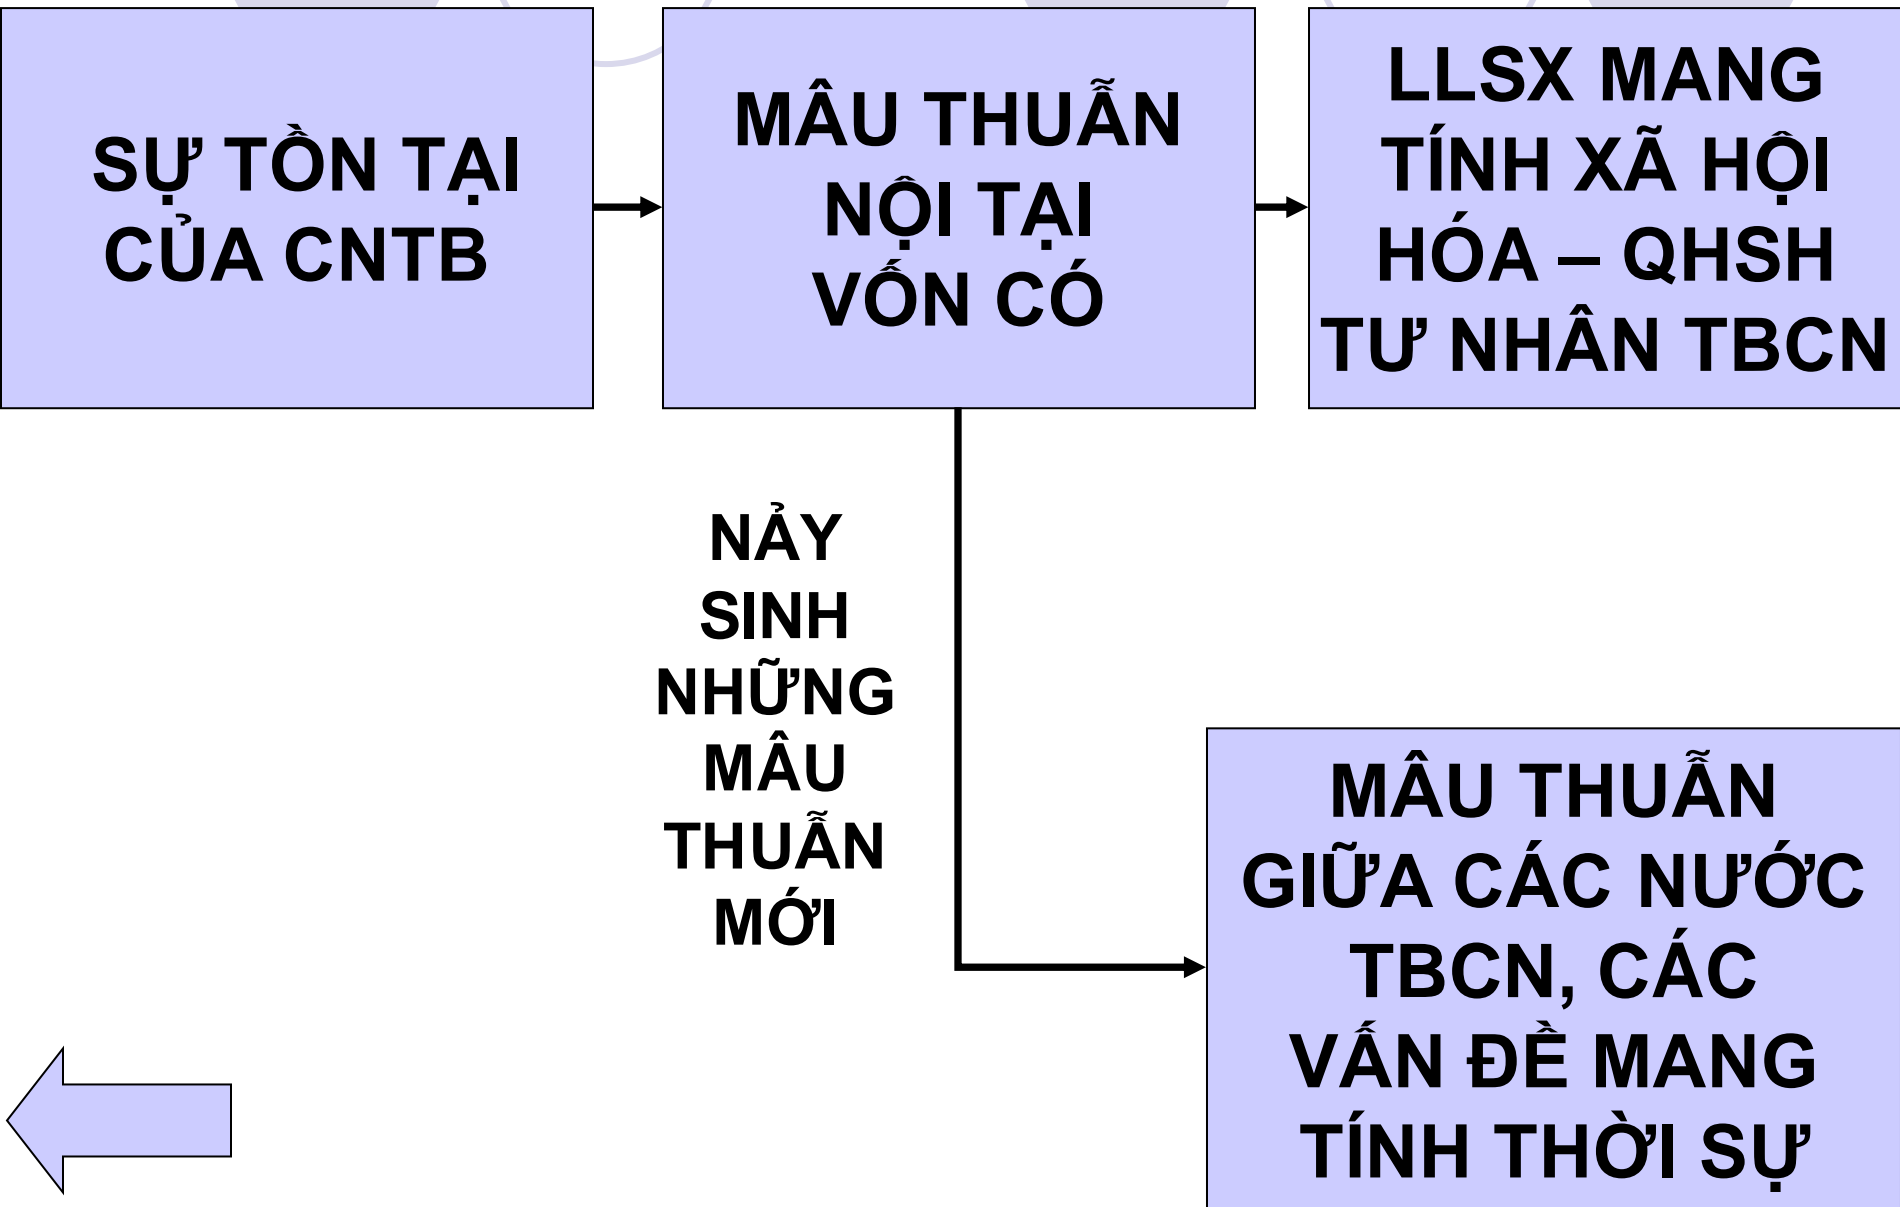 SỰ TỒN TẠI
CỦA CNTB
MÂU THUẪN
NỘI TẠI
VỐN CÓ
LLSX MANG
TÍNH XÃ HỘI
HÓA – QHSH
TƯ NHÂN TBCN
NẢY
SINH
NHỮNG
MÂU
THUẪN
MỚI
MÂU THUẪN
GIỮA CÁC NƯỚC
TBCN, CÁC
VẤN ĐỀ MANG
TÍNH THỜI SỰ